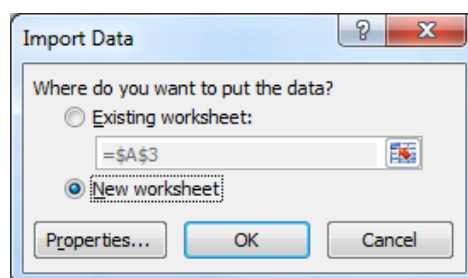 Import Data
Where do you want to put the data?
Existing worksheet:
=$A$3
New worksheet
Properties...
OK
Cancel